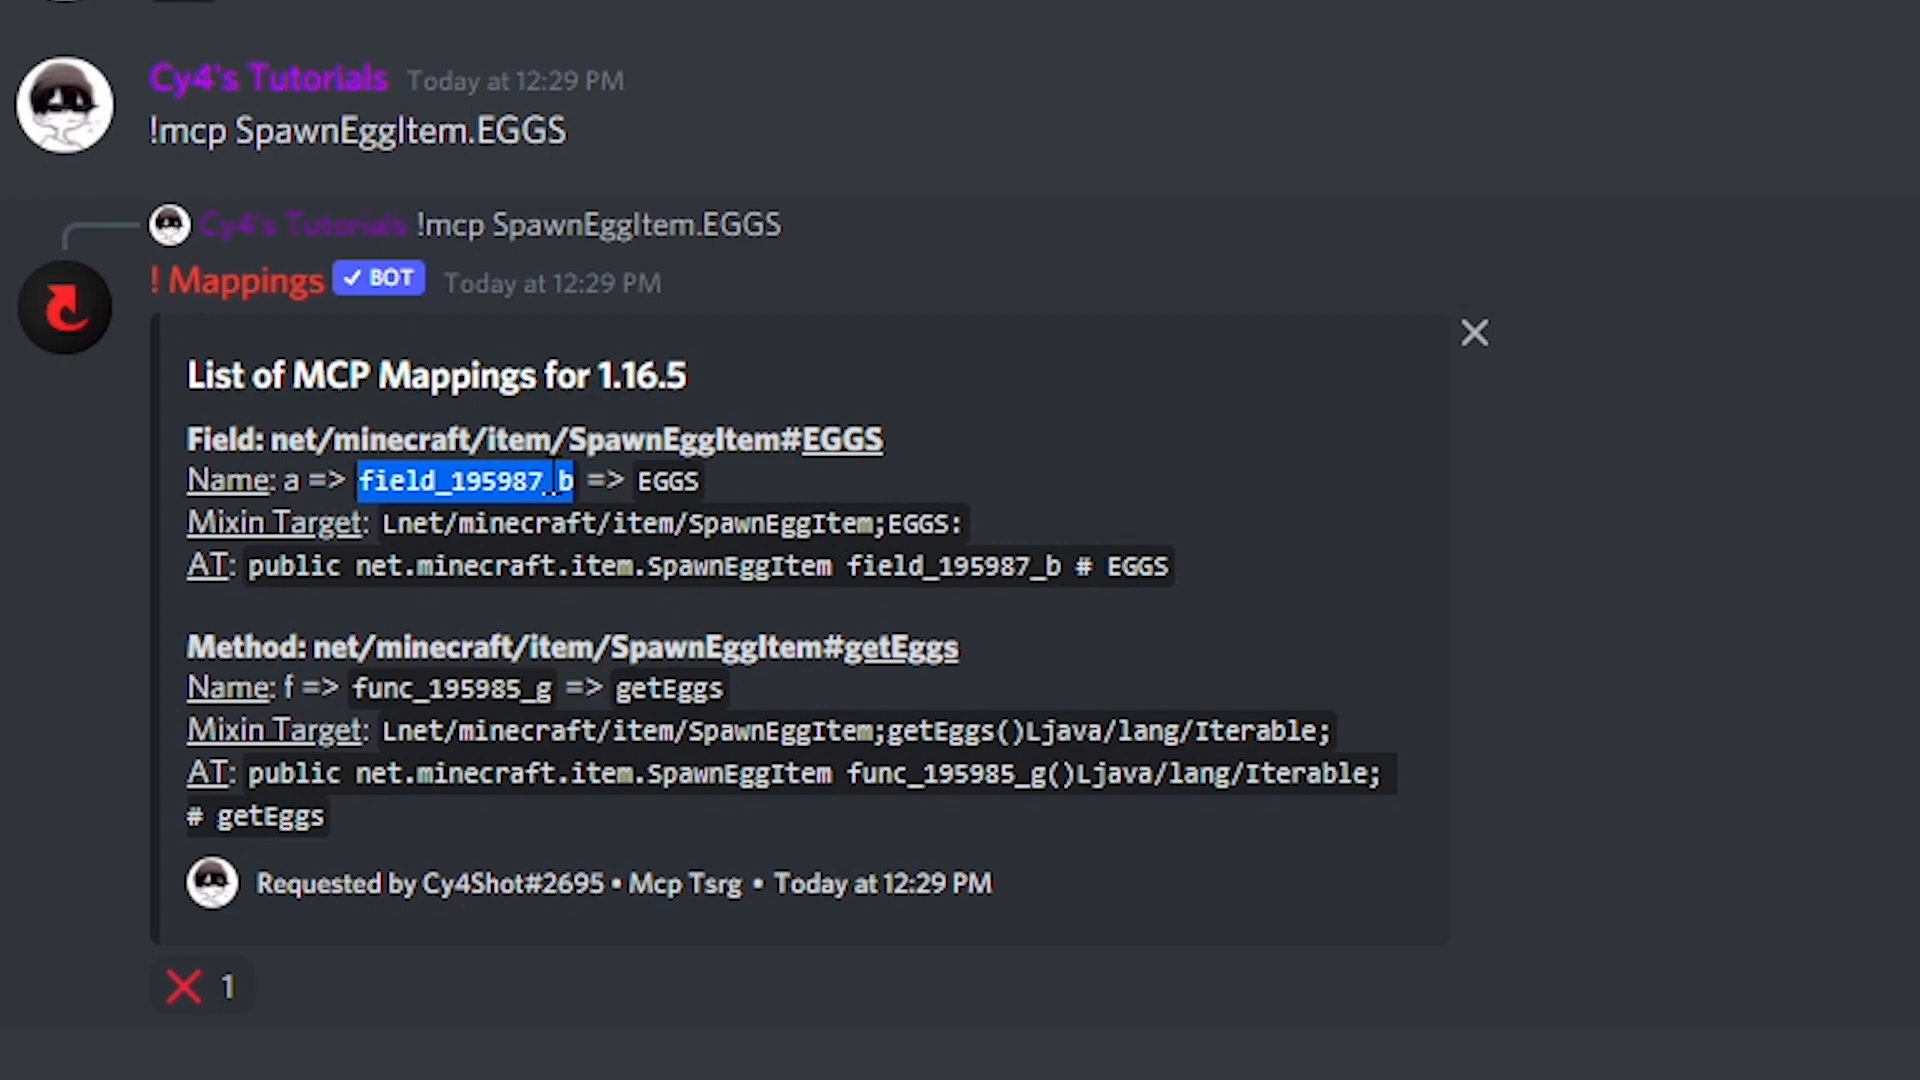 Cy4's Tutorials Today at 12:29 PM
!mcp SpawnEggItem.EGGS
Cy4's Tutorials !mcp SpawnEggItem.EGGS
! Mappings ✓ BOT Today at 12:29 PM
List of MCP Mappings for 1.16.5
Field: net/minecraft/item/SpawnEggItem#EGGS
Name: a => field_195987_b => EGGS
Mixin Target: Lnet/minecraft/item/SpawnEggItem;EGGS:
AT: public net.minecraft.item.SpawnEggItem field_195987_b # EGGS
Method: net/minecraft/item/SpawnEggItem#getEggs
Name: f => func_195985_g => getEggs
Mixin Target: Lnet/minecraft/item/SpawnEggItem;getEggs()Ljava/lang/Iterable;
AT: public net.minecraft.item.SpawnEggItem func_195985_g()Ljava/lang/Iterable;
# getEggs
Requested by Cy4Shot#2695 • Mcp Tsrg • Today at 12:29 PM
1